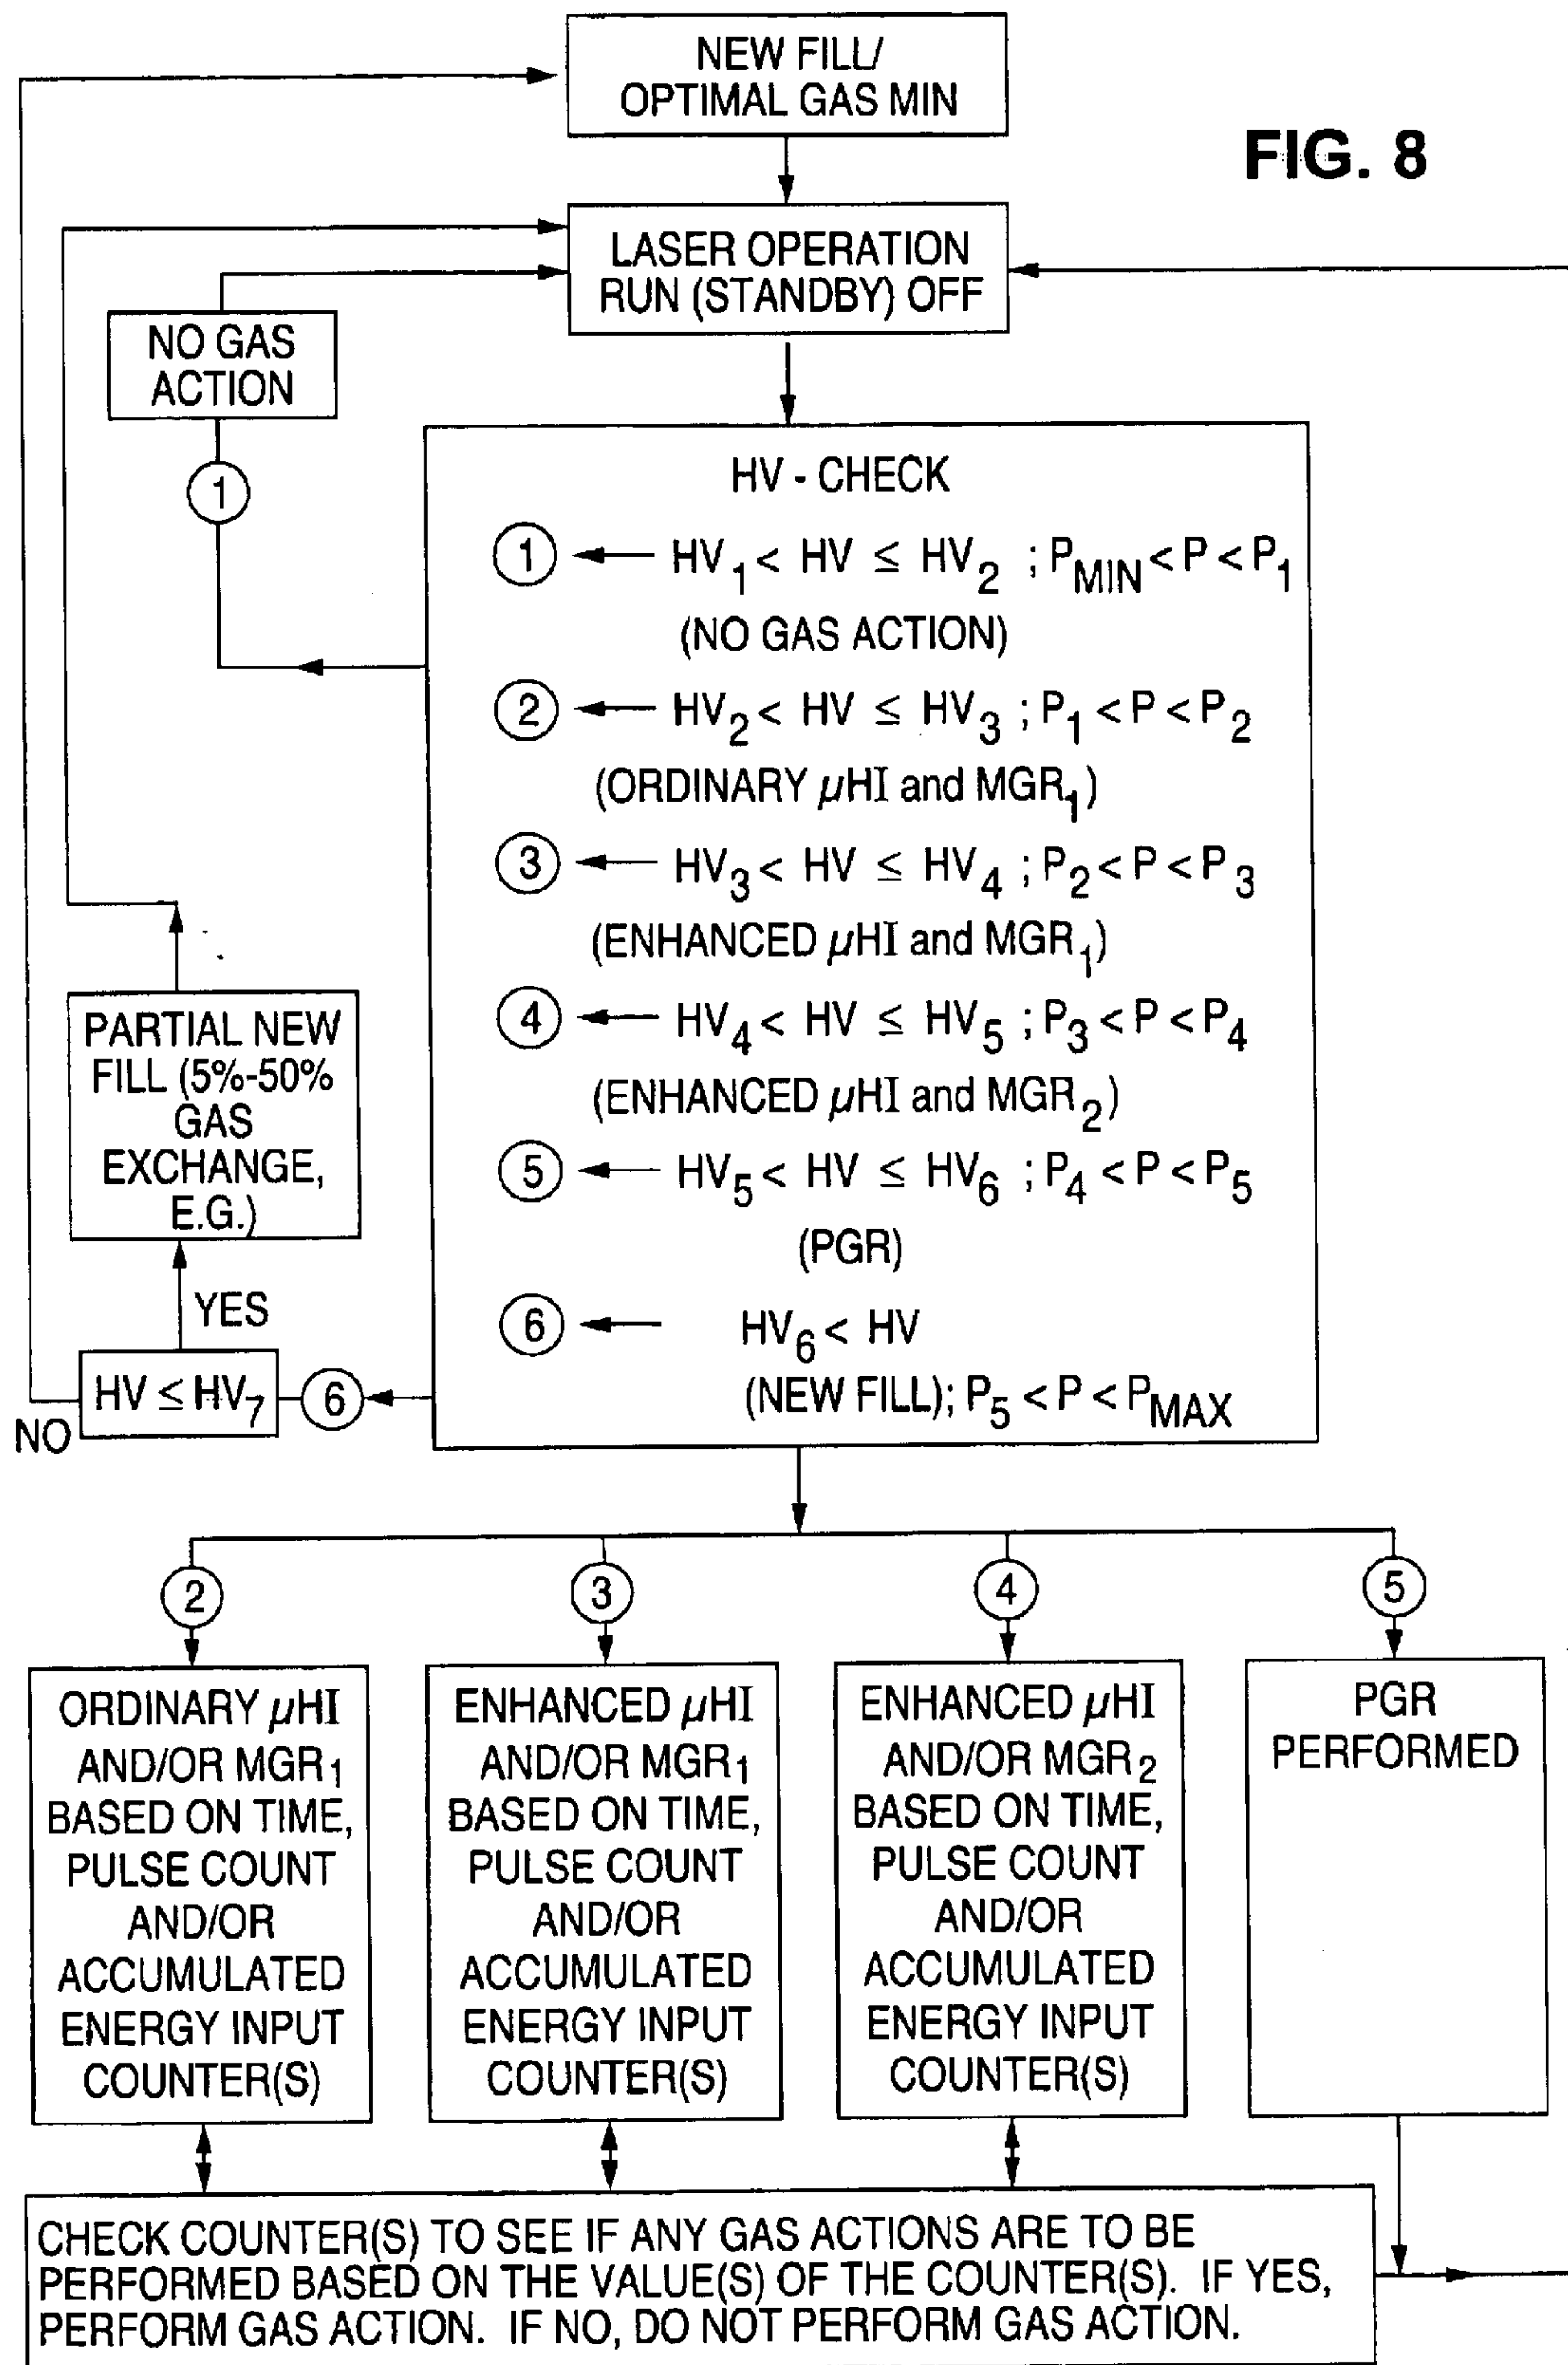 NEW FILL/
OPTIMAL GAS MIN
FIG. 8
LASER OPERATION
RUN (STANDBY) OFF
NO GAS
ACTION
1
HV - CHECK
1 HV1 < HV ≤ HV2 ; PMIN < P < P1
(NO GAS ACTION)
2 HV2 < HV ≤ HV3 ; P1 < P < P2
(ORDINARY µHI and MGR1)
3 HV3 < HV ≤ HV4 ; P2 < P < P3
(ENHANCED µHI and MGR1)
4 HV4 < HV ≤ HV5 ; P3 < P < P4
(ENHANCED µHI and MGR2)
5 HV5 < HV ≤ HV6 ; P4 < P < P5
(PGR)
6 HV6 < HV
(NEW FILL); P5 < P < PMAX
PARTIAL NEW
FILL (5%-50%
GAS
EXCHANGE,
E.G.)
YES
HV ≤ HV7
6
NO
2
ORDINARY µHI
AND/OR MGR1
BASED ON TIME,
PULSE COUNT
AND/OR
ACCUMULATED
ENERGY INPUT
COUNTER(S)
3
ENHANCED µHI
AND/OR MGR1
BASED ON TIME,
PULSE COUNT
AND/OR
ACCUMULATED
ENERGY INPUT
COUNTER(S)
4
ENHANCED µHI
AND/OR MGR2
BASED ON TIME,
PULSE COUNT
AND/OR
ACCUMULATED
ENERGY INPUT
COUNTER(S)
5
PGR
PERFORMED
CHECK COUNTER(S) TO SEE IF ANY GAS ACTIONS ARE TO BE
PERFORMED BASED ON THE VALUE(S) OF THE COUNTER(S). IF YES,
PERFORM GAS ACTION. IF NO, DO NOT PERFORM GAS ACTION.